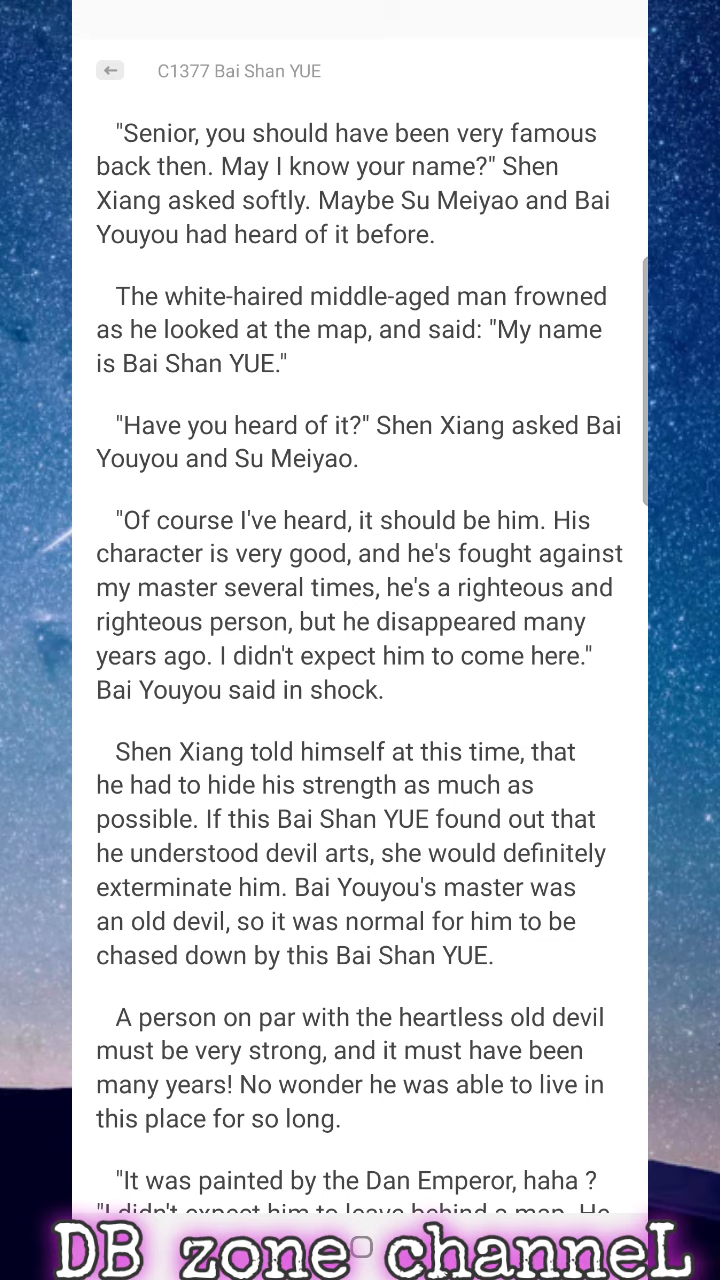 C1377 Bai Shan YUE
"Senior, you should have been very famous
back then. May I know your name?" Shen
Xiang asked softly. Maybe Su Meiyao and Bai
Youyou had heard of it before.
The white-haired middle-aged man frowned
as he looked at the map, and said: "My name
is Bai Shan YUE."
"Have you heard of it?" Shen Xiang asked Bai
Youyou and Su Meiyao.
"Of course I've heard, it should be him. His
character is very good, and he's fought against
my master several times, he's a righteous and
righteous person, but he disappeared many
years ago. I didn't expect him to come here."
Bai Youyou said in shock.
Shen Xiang told himself at this time, that
he had to hide his strength as much as
possible. If this Bai Shan YUE found out that
he understood devil arts, she would definitely
exterminate him. Bai Youyou's master was
an old devil, so it was normal for him to be
chased down by this Bai Shan YUE.
A person on par with the heartless old devil
must be very strong, and it must have been
many years! No wonder he was able to live in
this place for so long.
"It was painted by the Dan Emperor, haha ?
"I didn't expect him to leave behind a map. He
DB zone channeL